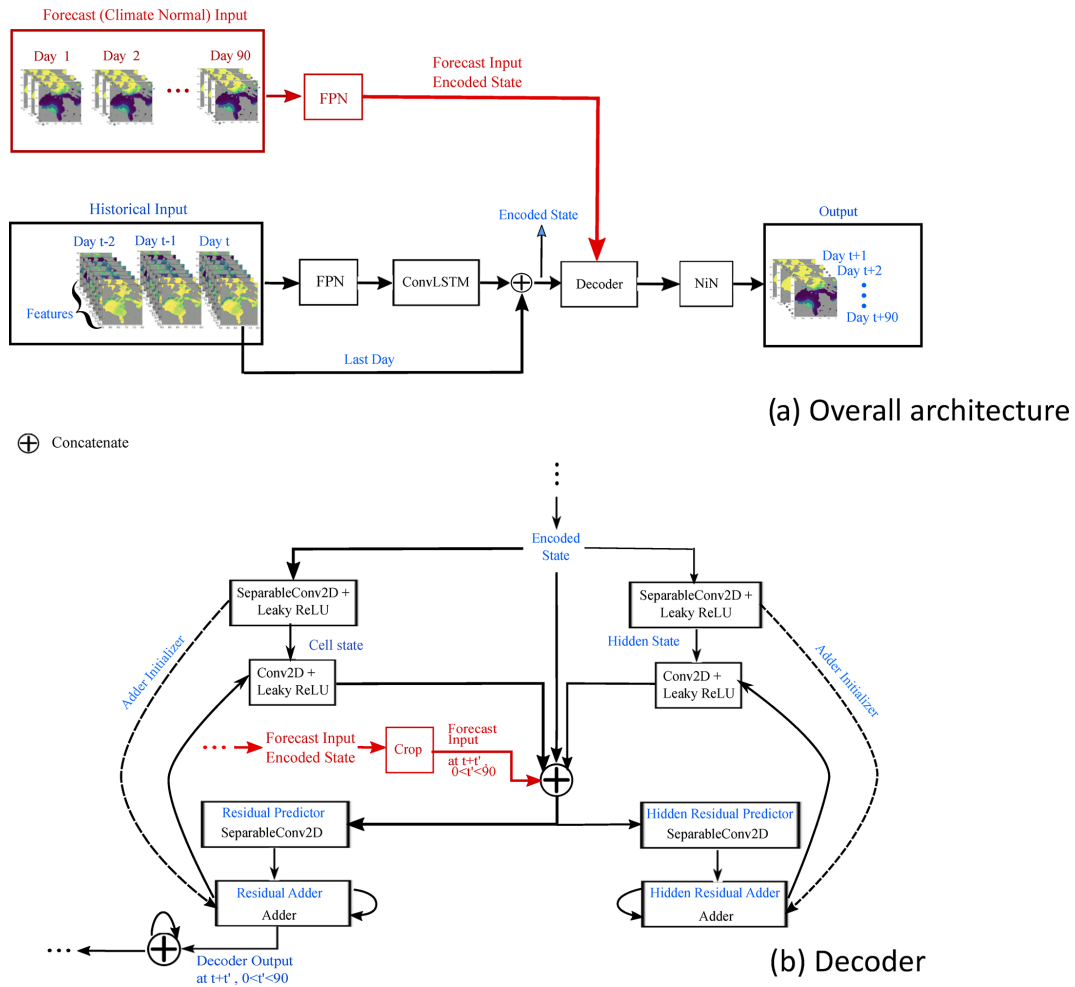 Forecast (Climate Normal) Input
Day 1
Day 2
Day 90
FPN
Forecast Input
Encoded State
Historical Input
Day t-2
Day t-1
Day t
Features
FPN
ConvLSTM
Encoded State
Decoder
NiN
Output
Day t+1
Day t+2
Day t+90
Last Day
(a) Overall architecture
Concatenate
Encoded
State
SeparableConv2D +
Leaky ReLU
SeparableConv2D +
Leaky ReLU
Adder Initializer
Cell state
Hidden State
Adder Initializer
Conv2D +
Leaky ReLU
Conv2D +
Leaky ReLU
Forecast Input
Encoded State
Crop
Forecast
Input
at t+t' ,
0<t'<90
Residual Predictor
SeparableConv2D
Hidden Residual Predictor
SeparableConv2D
Residual Adder
Adder
Hidden Residual Adder
Adder
Decoder Output
at t+t' , 0<t'<90
(b) Decoder